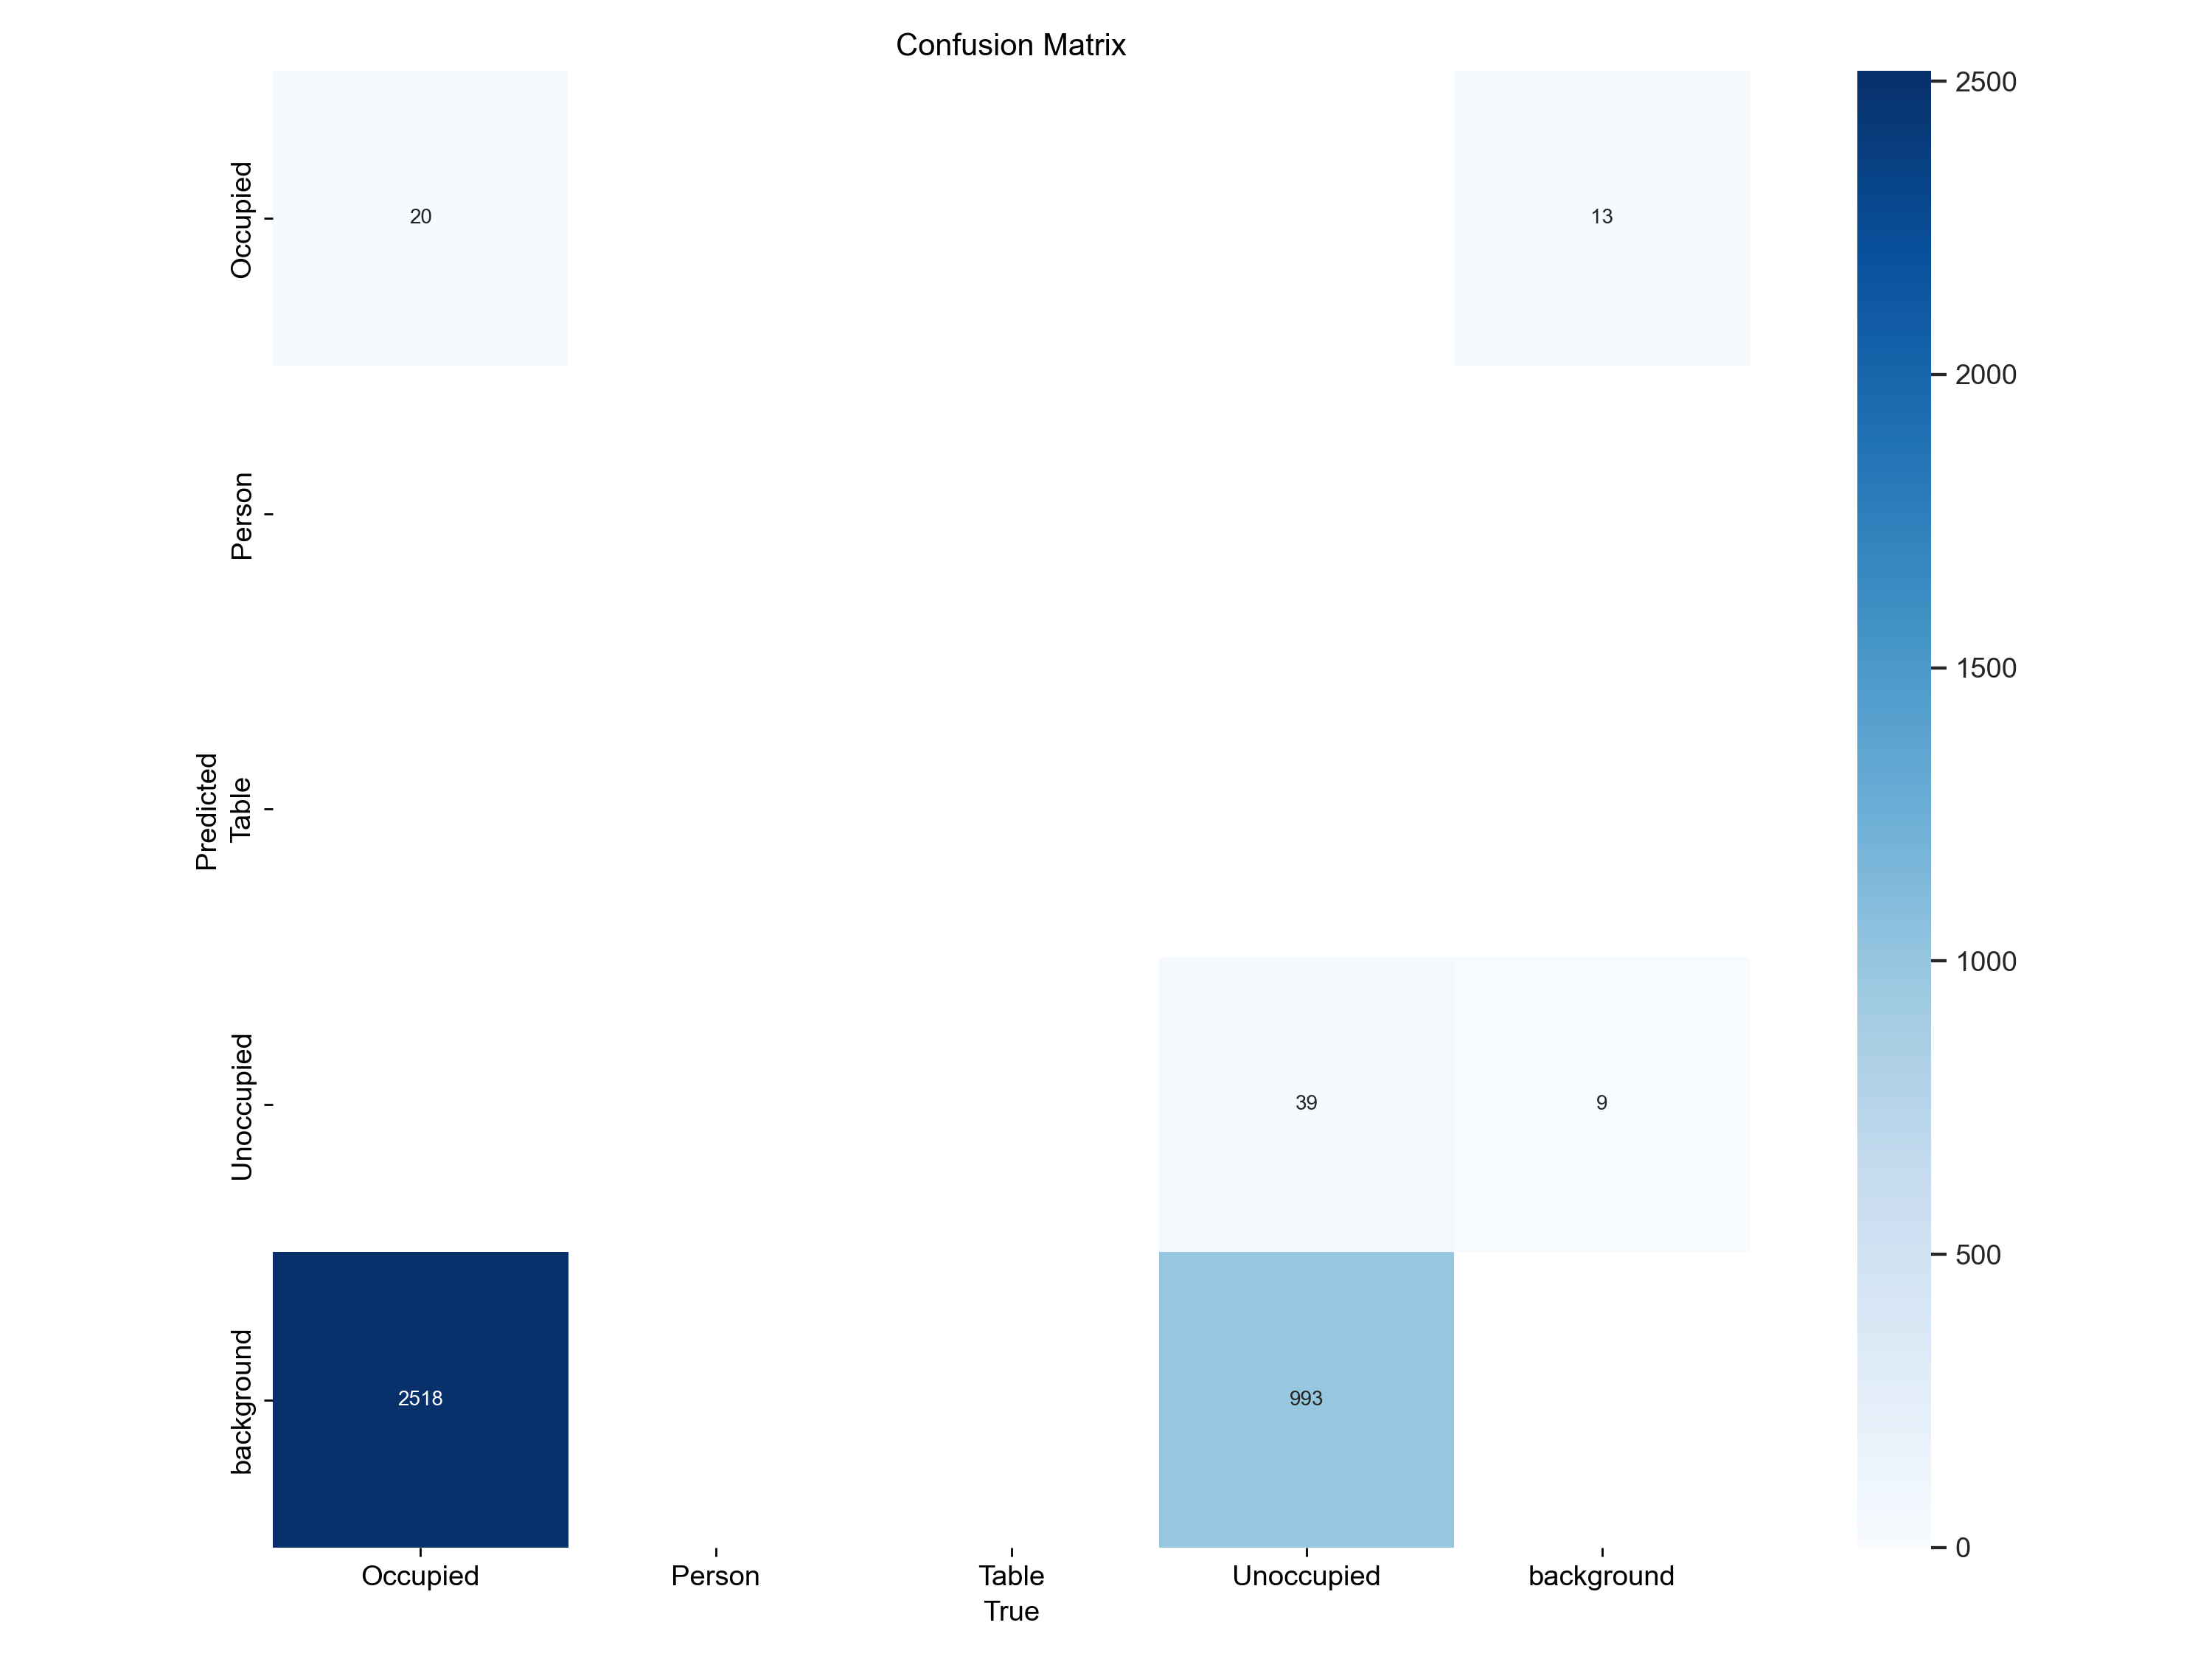 Confusion Matrix
Occupied
Person
Table
Unoccupied
background
Predicted
20
13
39
9
2518
993
Occupied
Person
Table
Unoccupied
background
True
2500
2000
1500
1000
500
0